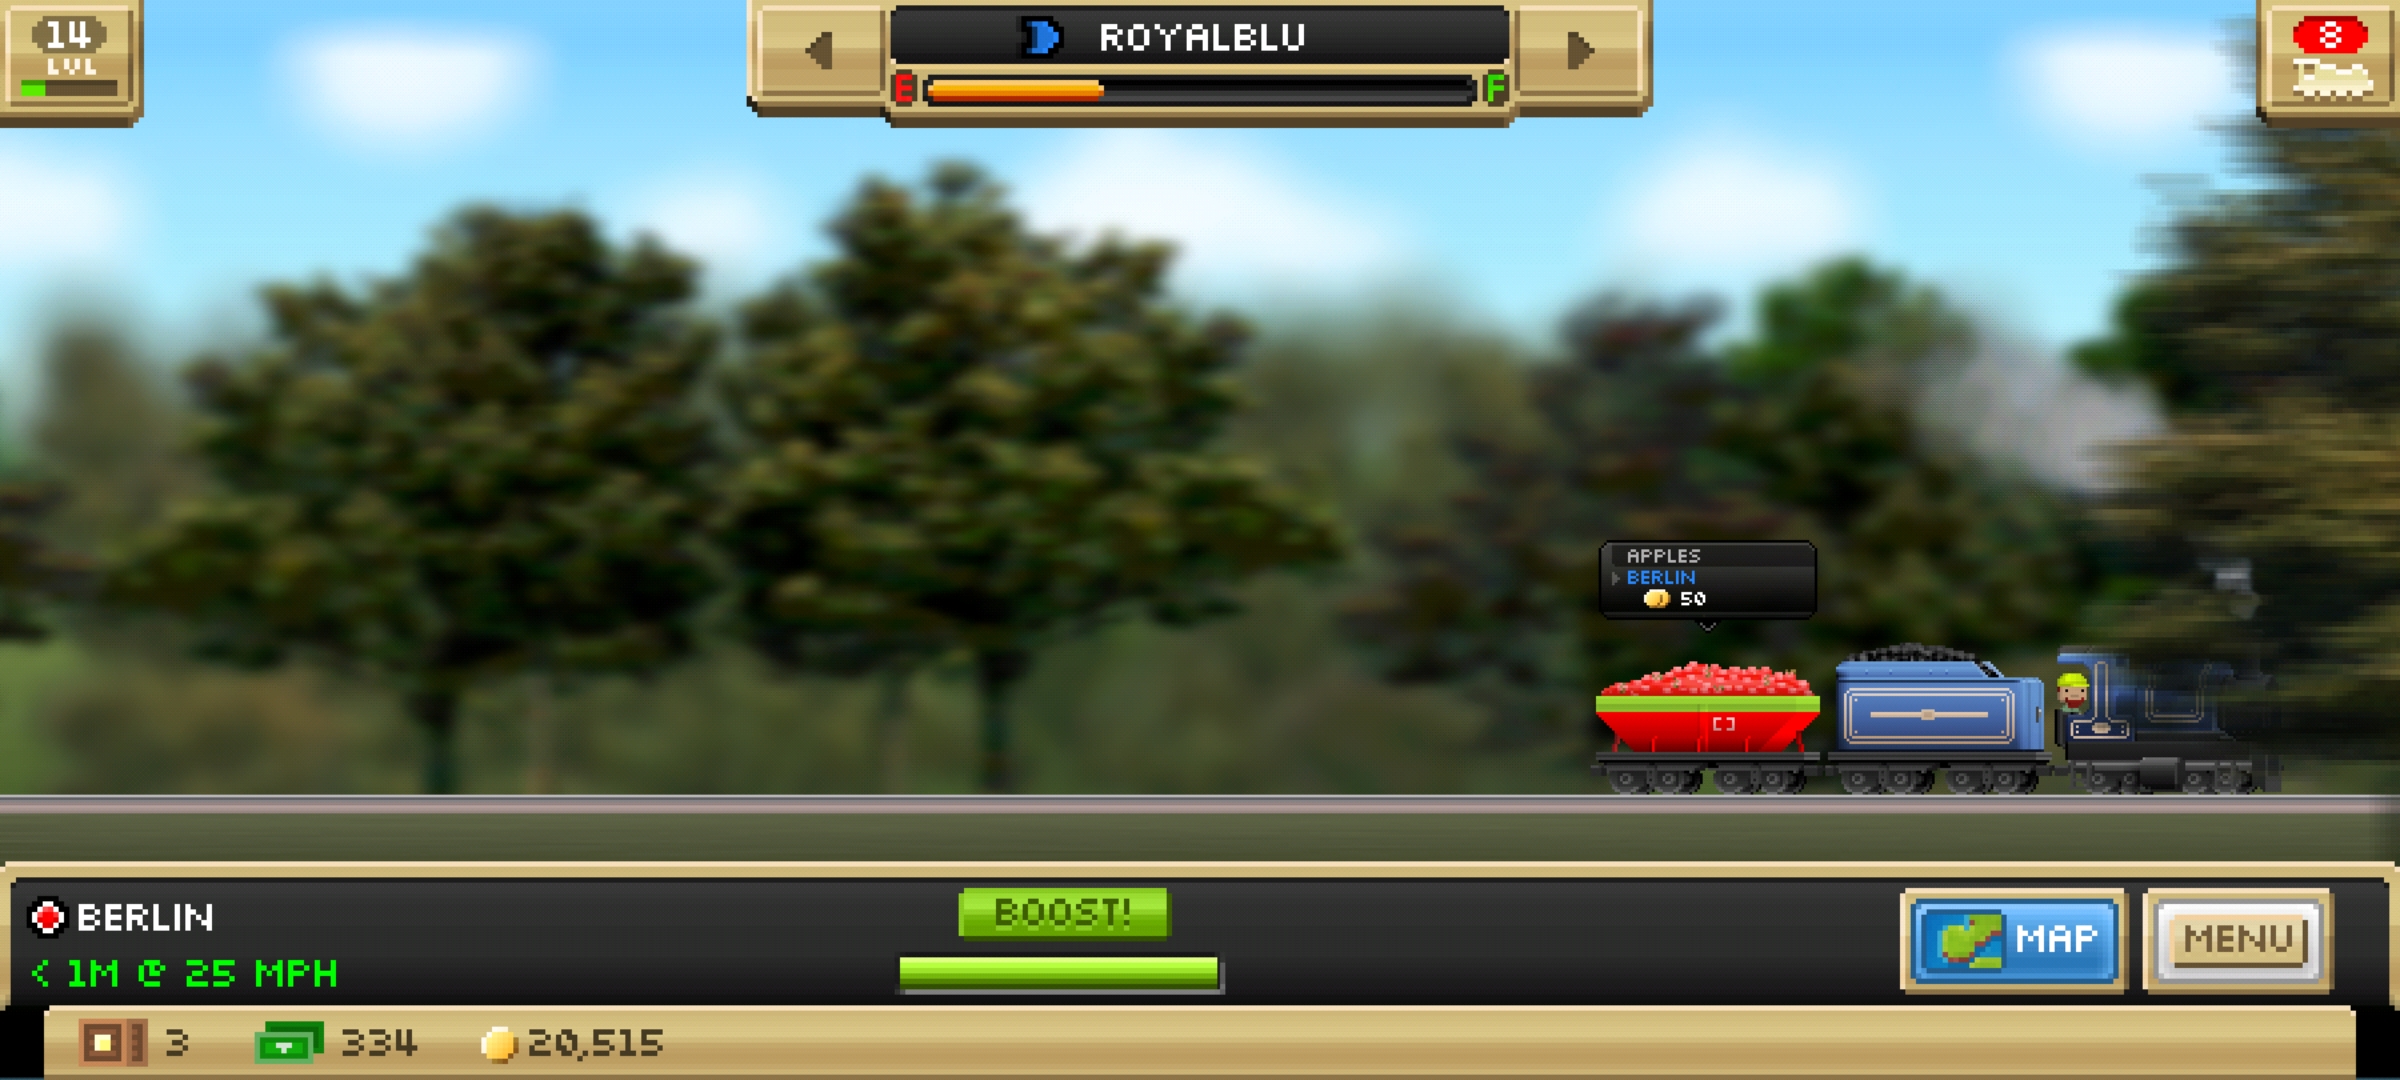 14
LVL
ROYALBLU
E F
8
APPLES
BERLIN
50
BERLIN
BOOST!
< 1M @ 25 MPH
MAP
MENU
3
334
20,515